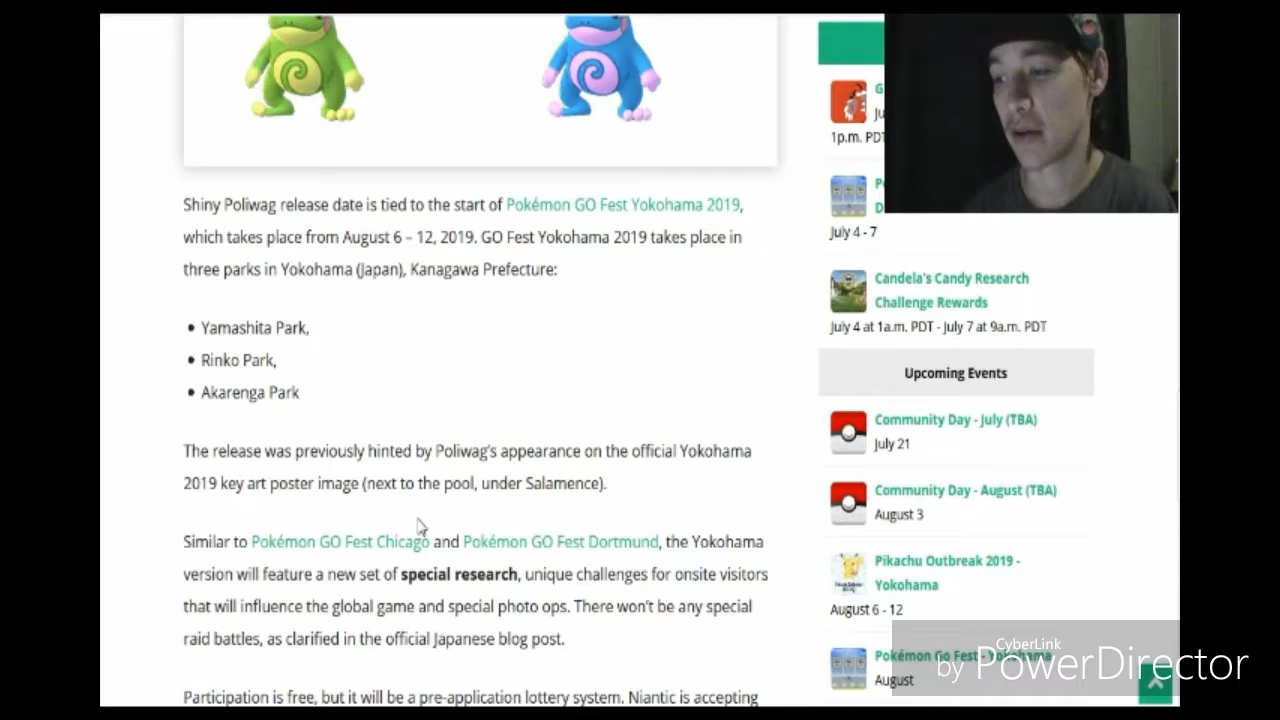 Shiny Poliwag release date is tied to the start of Pokémon GO Fest Yokohama 2019,
which takes place from August 6 – 12, 2019. GO Fest Yokohama 2019 takes place in
three parks in Yokohama (Japan), Kanagawa Prefecture:
• Yamashita Park,
• Rinko Park,
• Akarenga Park
The release was previously hinted by Poliwag's appearance on the official Yokohama
2019 key art poster image (next to the pool, under Salamence).
Similar to Pokémon GO Fest Chicago and Pokémon GO Fest Dortmund, the Yokohama
version will feature a new set of special research, unique challenges for onsite visitors
that will influence the global game and special photo ops. There won't be any special
raid battles, as clarified in the official Japanese blog post.
Participation is free, but it will be a pre-application lottery system. Niantic is accepting
1p.m. PDT
July 4 - 7
Candela's Candy Research
Challenge Rewards
July 4 at 1a.m. PDT - July 7 at 9a.m. PDT
Upcoming Events
Community Day - July (TBA)
July 21
Community Day - August (TBA)
August 3
Pikachu Outbreak 2019 -
Yokohama
August 6 - 12
Pokémon Go Fest - Yokohama
August
CyberLink
by PowerDirector